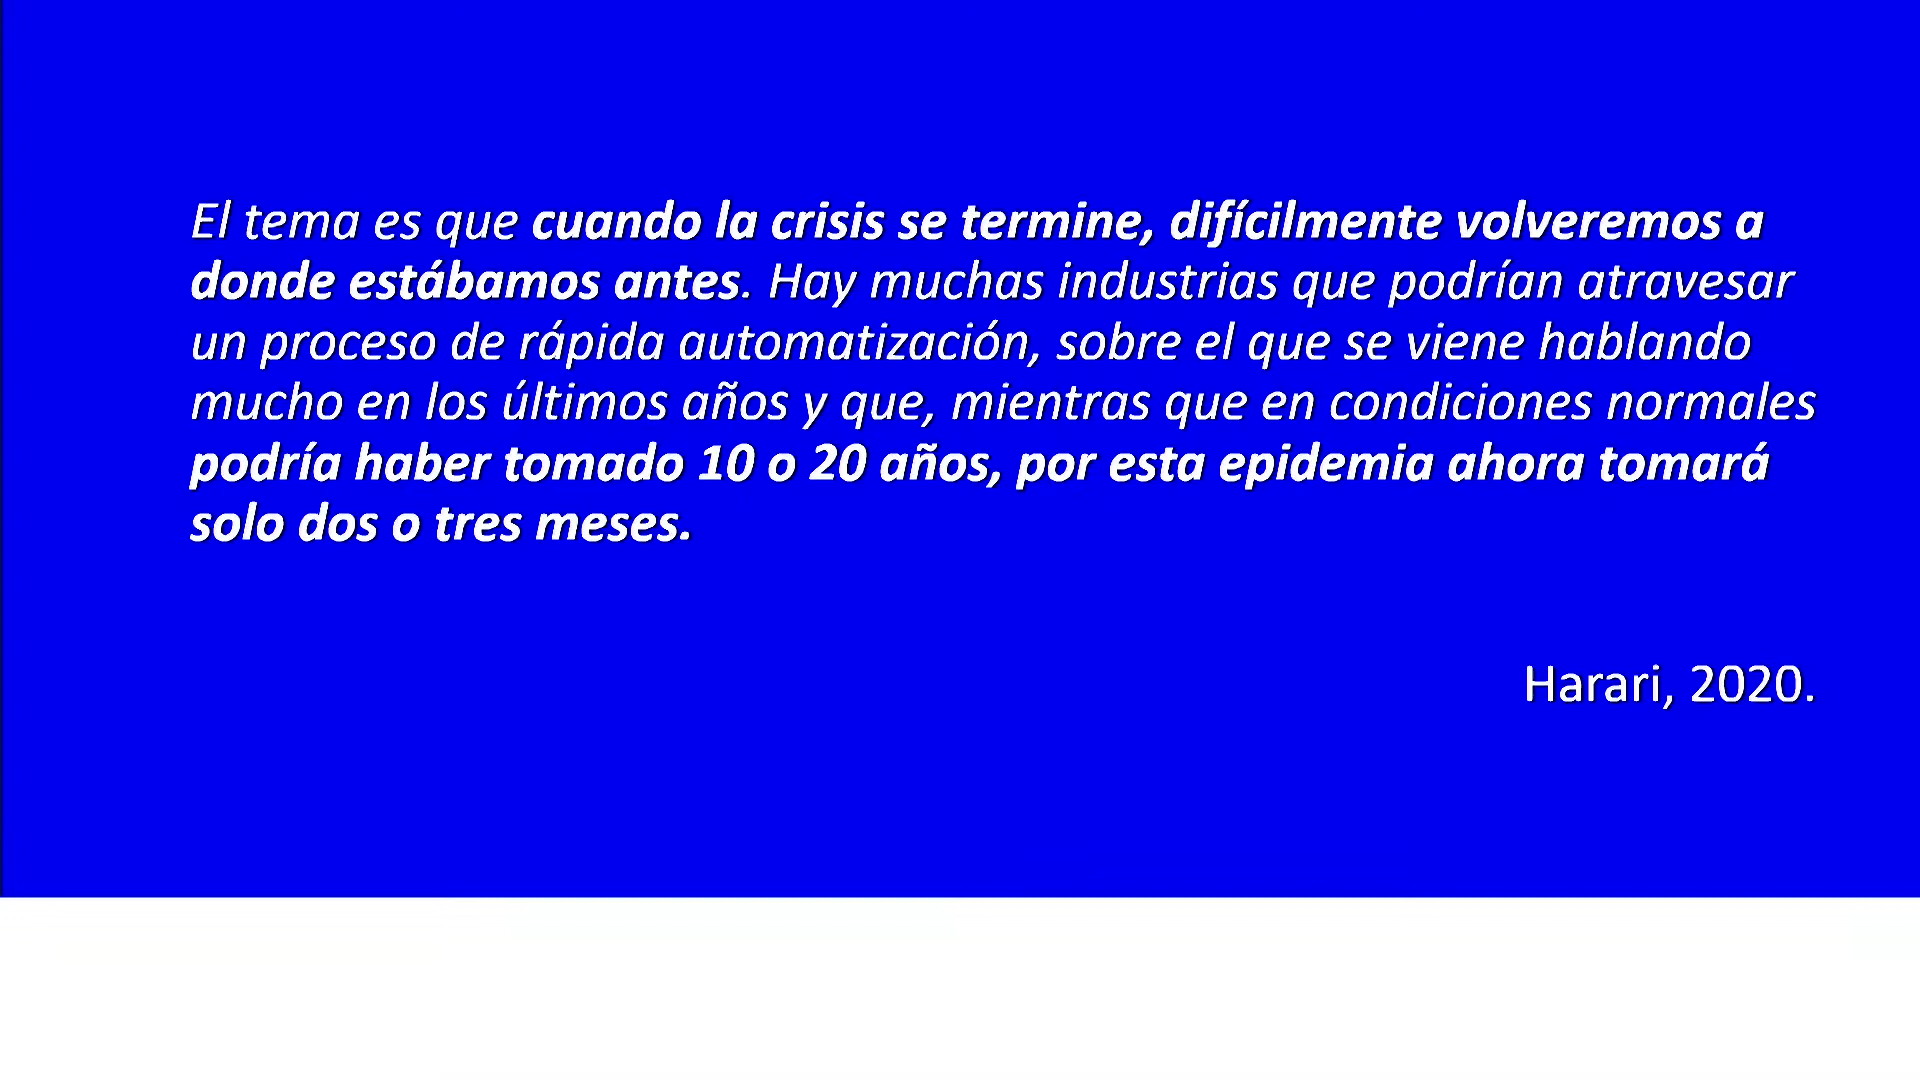 El tema es que cuando la crisis se termine, difícilmente volveremos a
donde estábamos antes. Hay muchas industrias que podrían atravesar
un proceso de rápida automatización, sobre el que se viene hablando
mucho en los últimos años y que, mientras que en condiciones normales
podría haber tomado 10 o 20 años, por esta epidemia ahora tomará
solo dos o tres meses.
Harari, 2020.